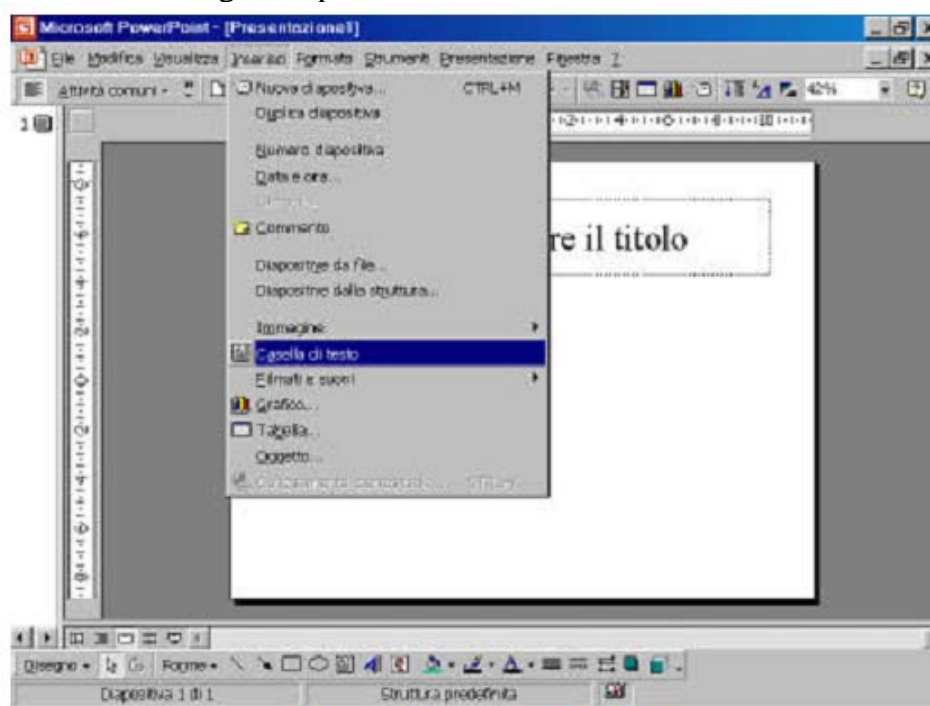 Microsoft PowerPoint - [Presentazione1]
File Modifica Visualizza Inserisci Formato Strumenti Presentazione Finestra ?
Attività comuni
42%
Nuova diapositiva... CTRL+M
Duplica diapositiva
Numero diapositiva
Data e ora...
Commento
Diapositive da file...
Diapositive dalla struttura...
Immagine
Casella di testo
Filmati e suoni
Grafico...
Tabella...
Oggetto...
re il titolo
1
Disegno Forme
Diapositiva 1 di 1 Struttura predefinita